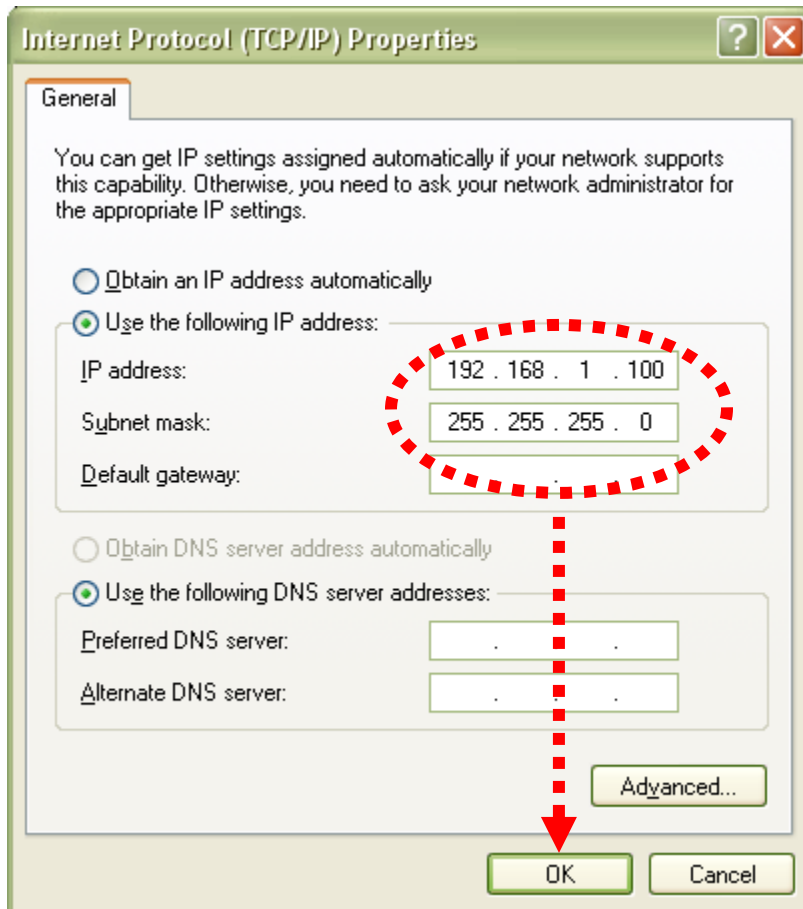 Internet Protocol (TCP/IP) Properties
General
You can get IP settings assigned automatically if your network supports
this capability. Otherwise, you need to ask your network administrator for
the appropriate IP settings.
Obtain an IP address automatically
Use the following IP address:
IP address: 192 . 168 . 1 . 100
Subnet mask: 255 . 255 . 255 . 0
Default gateway: . .
Obtain DNS server address automatically
Use the following DNS server addresses:
Preferred DNS server: . . .
Alternate DNS server: . . .
Advanced...
OK Cancel